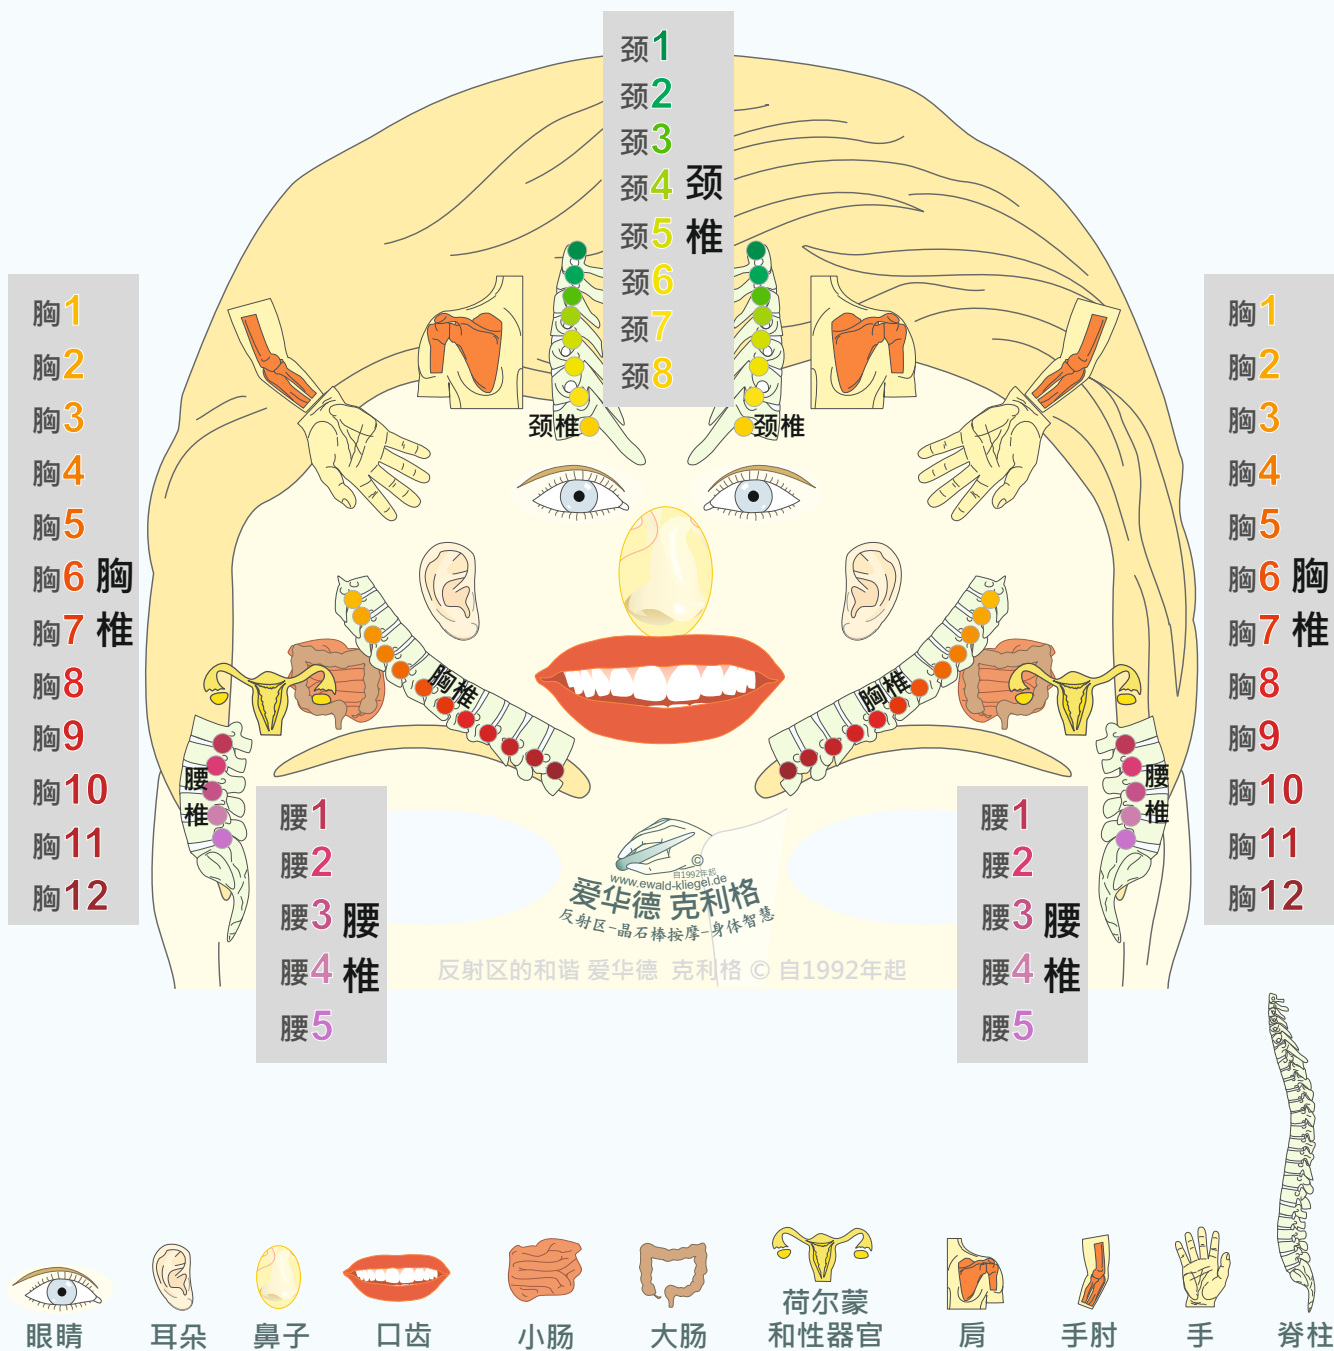 颈1
颈2
颈3
颈4
颈5
颈6
颈7
颈8
颈
椎
胸1
胸2
胸3
胸4
胸5
胸6
胸7
胸8
胸9
胸10
胸11
胸12
胸
椎
胸1
胸2
胸3
胸4
胸5
胸6
胸7
胸8
胸9
胸10
胸11
胸12
胸
椎
颈椎
颈椎
胸椎
胸椎
腰
椎
腰
椎
腰1
腰2
腰3
腰4
腰5
腰
椎
腰1
腰2
腰3
腰4
腰5
腰
椎
©
自1992年起
www.ewald-kliegel.de
爱华德 克利格
反射区-晶石棒按摩-身体智慧
反射区的和谐 爱华德 克利格 © 自1992年起
眼睛
耳朵
鼻子
口齿
小肠
大肠
荷尔蒙
和性器官
肩
手肘
手
脊柱